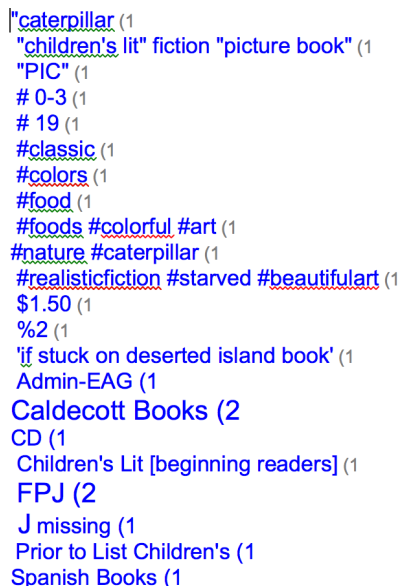 "caterpillar (1
"children's lit" fiction "picture book" (1
"PIC" (1
# 0-3 (1
# 19 (1
#classic (1
#colors (1
#food (1
#foods #colorful #art (1
#nature #caterpillar (1
#realisticfiction #starved #beautifulart (1
$1.50 (1
%2 (1
'if stuck on deserted island book' (1
Admin-EAG (1
Caldecott Books (2
CD (1
Children's Lit [beginning readers] (1
FPJ (2
J missing (1
Prior to List Children's (1
Spanish Books (1